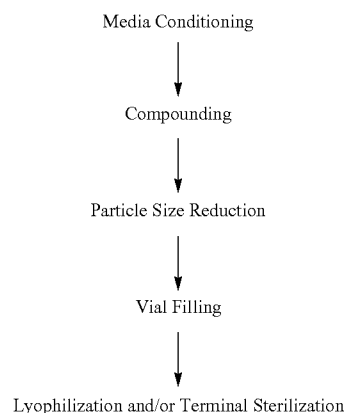 Media Conditioning
Compounding
Particle Size Reduction
Vial Filling
Lyophilization and/or Terminal Sterilization